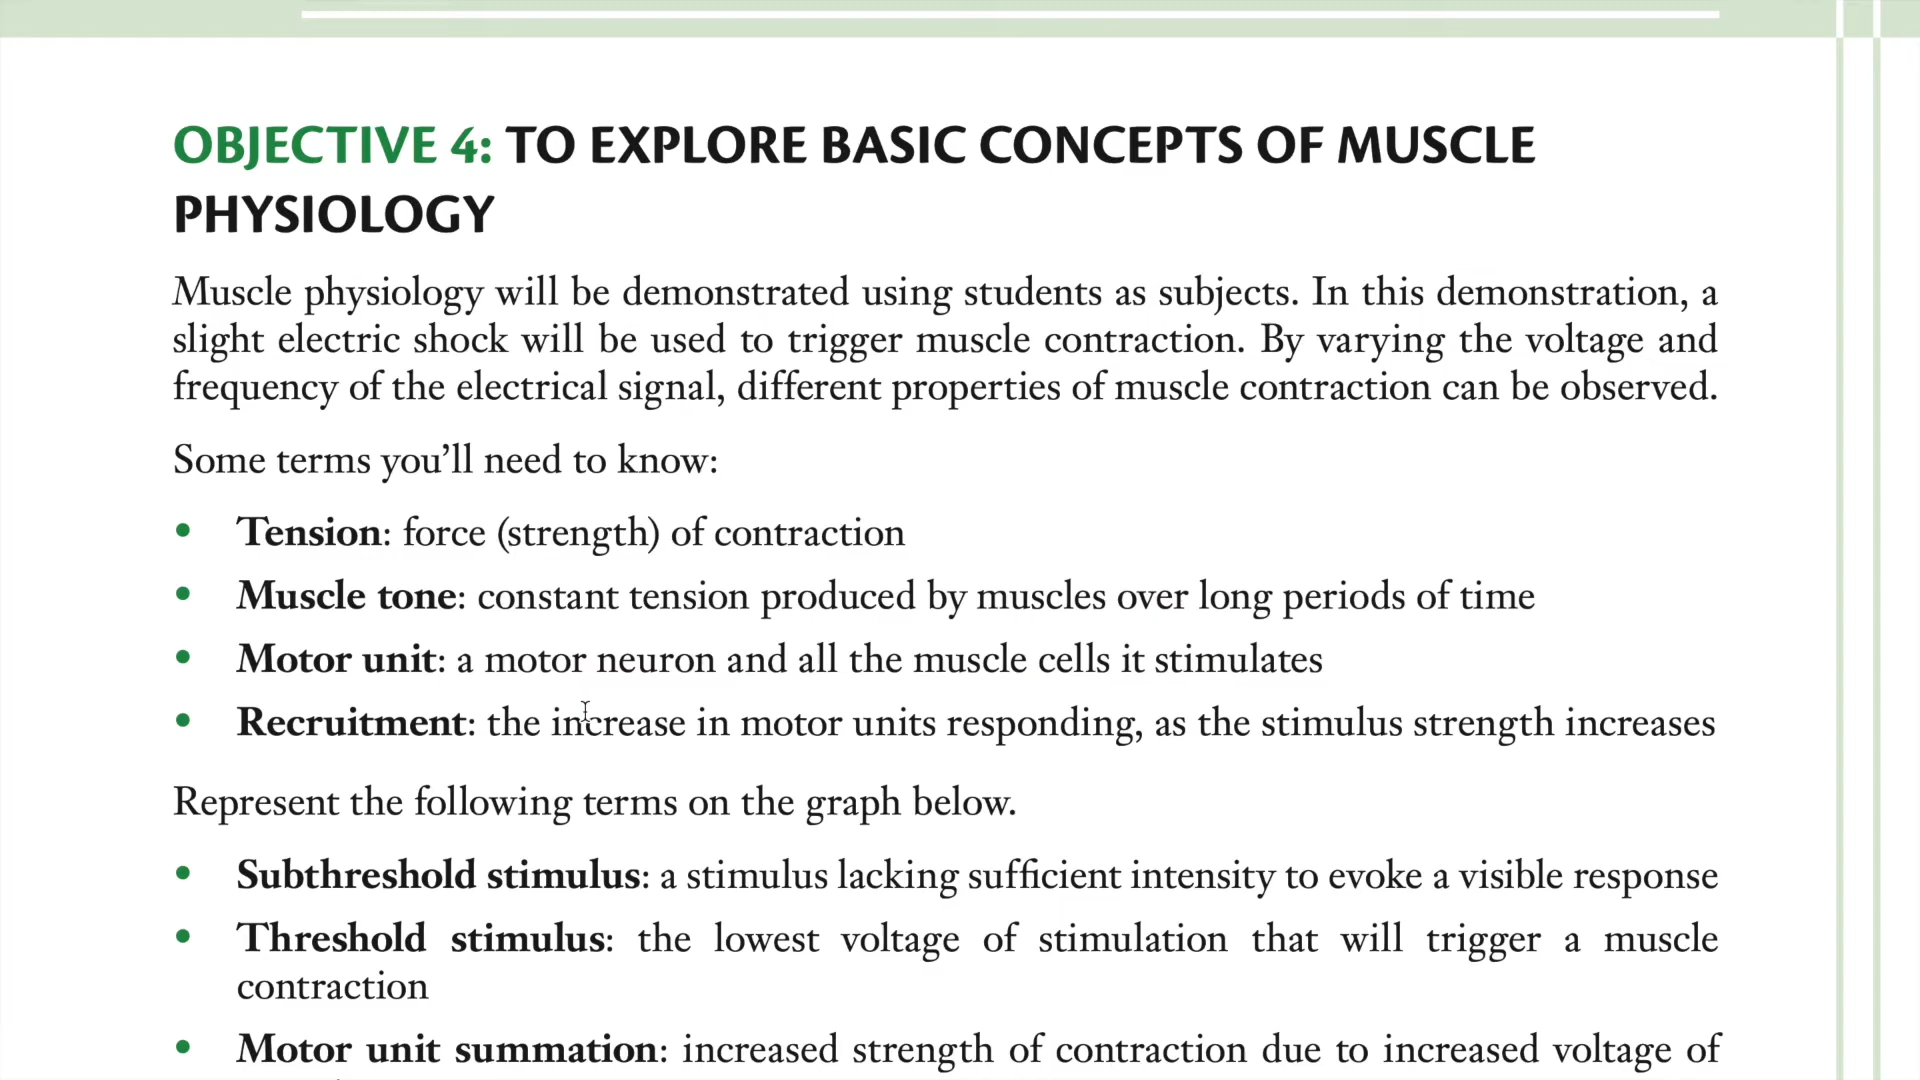 OBJECTIVE 4: TO EXPLORE BASIC CONCEPTS OF MUSCLE
PHYSIOLOGY
Muscle physiology will be demonstrated using students as subjects. In this demonstration, a
slight electric shock will be used to trigger muscle contraction. By varying the voltage and
frequency of the electrical signal, different properties of muscle contraction can be observed.
Some terms you’ll need to know:
• Tension: force (strength) of contraction
• Muscle tone: constant tension produced by muscles over long periods of time
• Motor unit: a motor neuron and all the muscle cells it stimulates
• Recruitment: the increase in motor units responding, as the stimulus strength increases
Represent the following terms on the graph below.
• Subthreshold stimulus: a stimulus lacking sufficient intensity to evoke a visible response
• Threshold stimulus: the lowest voltage of stimulation that will trigger a muscle
contraction
• Motor unit summation: increased strength of contraction due to increased voltage of